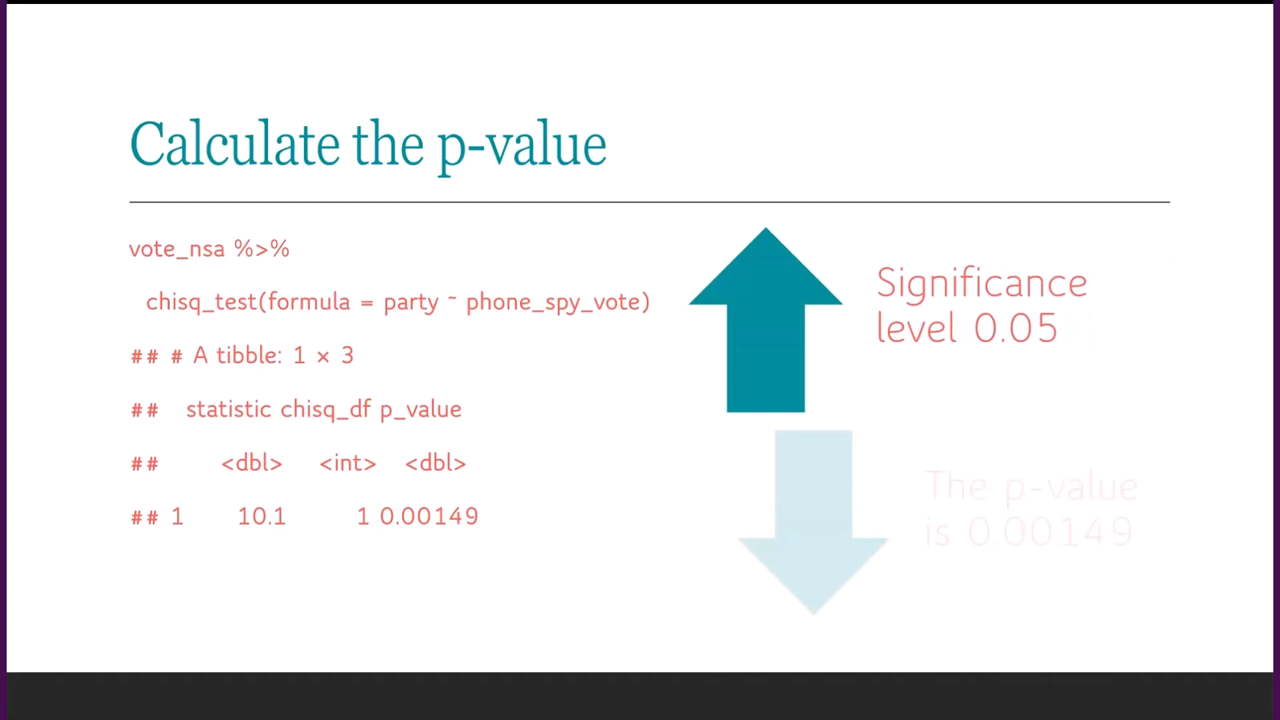 Calculate the p-value
vote_nsa %>%
chisq_test(formula = party ~ phone_spy_vote)
## # A tibble: 1 × 3
## statistic chisq_df p_value
## <dbl> <int> <dbl>
## 1 10.1 1 0.00149
Significance
level 0.05
The p-value
is 0.00149